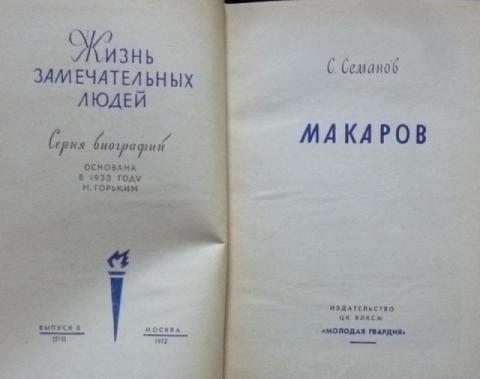 Жизнь
ЗАМЕЧАТЕЛЬНЫХ
ЛЮДЕЙ
Серия биографий
ОСНОВАНА
В 1933 ГОДУ
М. ГОРЬКИМ
ВЫПУСК 8
(515)
МОСКВА
1972
С. Семанов
МАКАРОВ
ИЗДАТЕЛЬСТВО
ЦК ВЛКСМ
«МОЛОДАЯ ГВАРДИЯ»